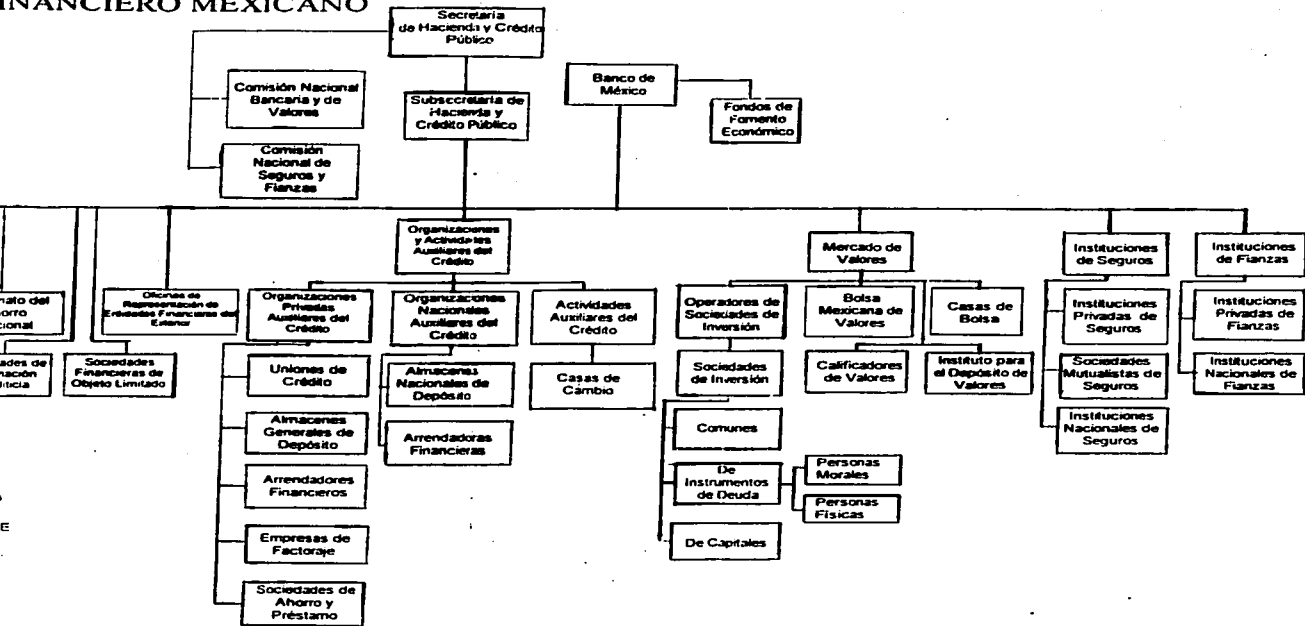 INANCIERO MEXICANO
Secretaría
de Hacienda y Crédito
Público
Comisión Nacional
Bancaria y de
Valores
Subsecretaría de
Hacienda y
Crédito Público
Banco de
México
Fondos de
Fomento
Económico
Comisión
Nacional de
Seguros y
Fianzas
Organizaciones
y Actividades
Auxiliares del
Crédito
Mercado de
Valores
Instituciones
de Seguros
Instituciones
de Fianzas
nato del
horro
cional
Oficinas de
Representación de
Entidades Financieras del
Exterior
Organizaciones
Privadas
Auxiliares del
Crédito
Organizaciones
Nacionales
Auxiliares del
Crédito
Actividades
Auxiliares del
Crédito
Operadores de
Sociedades de
Inversión
Bolsa
Mexicana de
Valores
Casas de
Bolsa
Instituciones
Privadas de
Seguros
Instituciones
Privadas de
Fianzas
ades de
mación
diticia
Sociedades
Financieras de
Objeto Limitado
Uniones de
Crédito
Almacenes
Nacionales de
Depósito
Casas de
Cambio
Sociedades
de Inversión
Calificadores
de Valores
Instituto para
el Depósito de
Valores
Sociedades
Mutualistas de
Seguros
Instituciones
Nacionales de
Fianzas
Almacenes
Generales de
Depósito
Arrendadoras
Financieras
Comunes
Instituciones
Nacionales de
Seguros
Arrendadores
Financieros
De
Instrumentos
de Deuda
Personas
Morales
Personas
Físicas
E
Empresas de
Factoraje
De Capitales
Sociedades de
Ahorro y
Préstamo